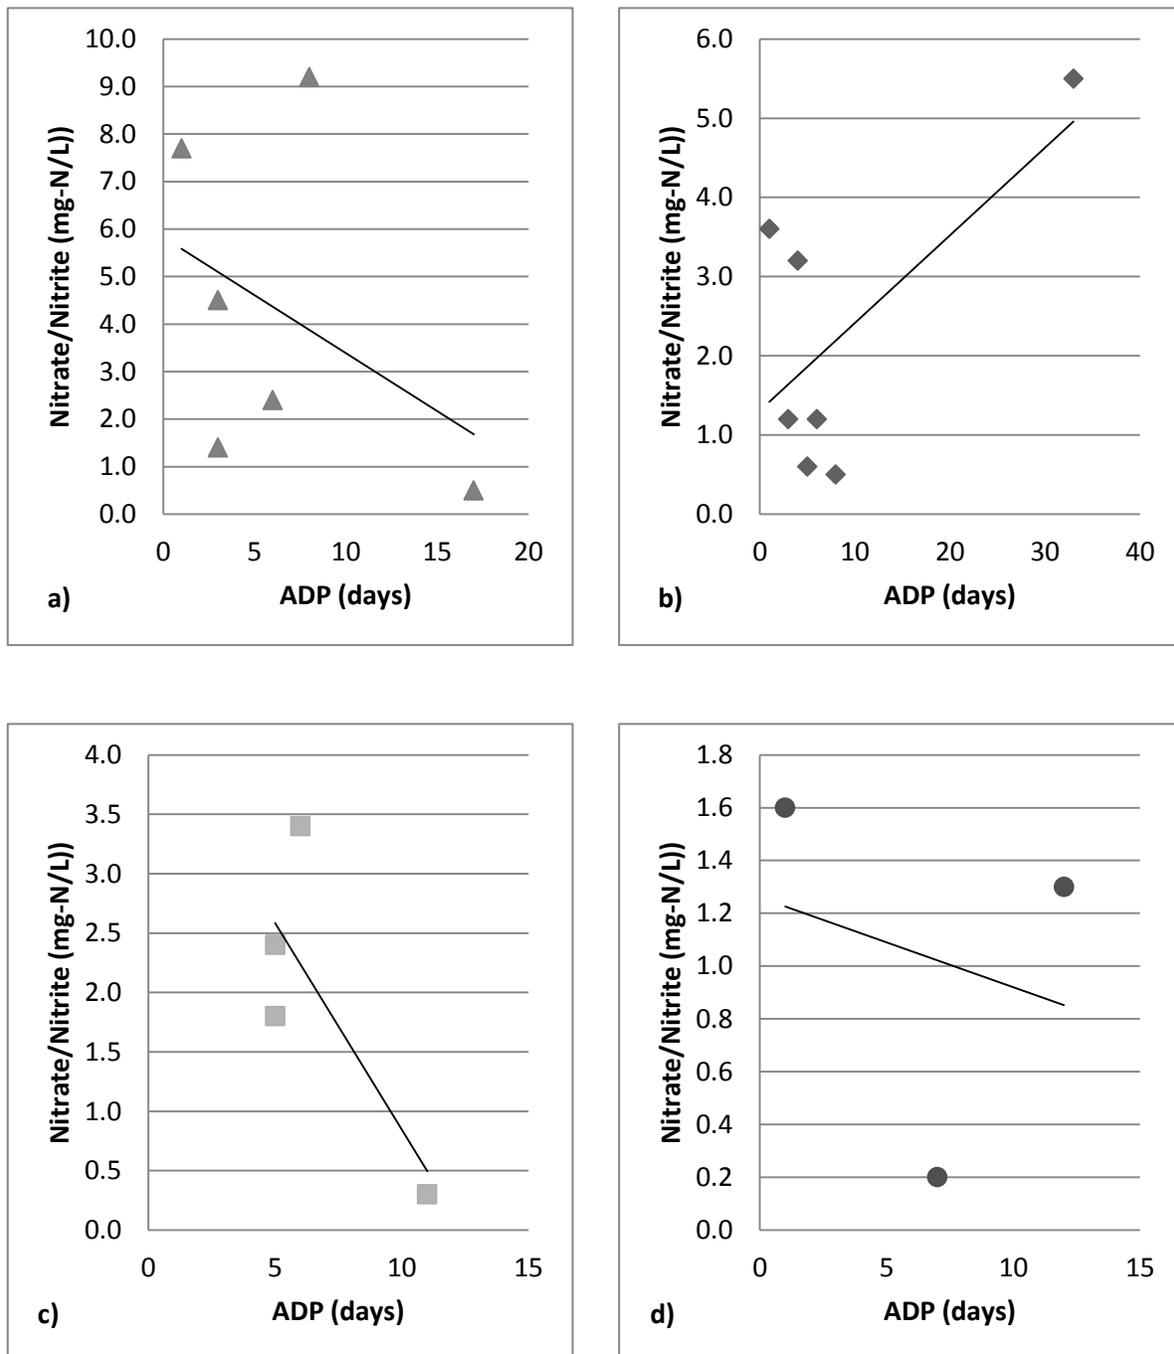 10.0
9.0
8.0
7.0
6.0
5.0
4.0
3.0
2.0
1.0
0.0
Nitrate/Nitrite (mg-N/L))
0 5 10 15 20
ADP (days)
a)
6.0
5.0
4.0
3.0
2.0
1.0
0.0
Nitrate/Nitrite (mg-N/L))
0 10 20 30 40
ADP (days)
b)
4.0
3.5
3.0
2.5
2.0
1.5
1.0
0.5
0.0
Nitrate/Nitrite (mg-N/L))
0 5 10 15
ADP (days)
c)
1.8
1.6
1.4
1.2
1.0
0.8
0.6
0.4
0.2
0.0
Nitrate/Nitrite (mg-N/L))
0 5 10 15
ADP (days)
d)